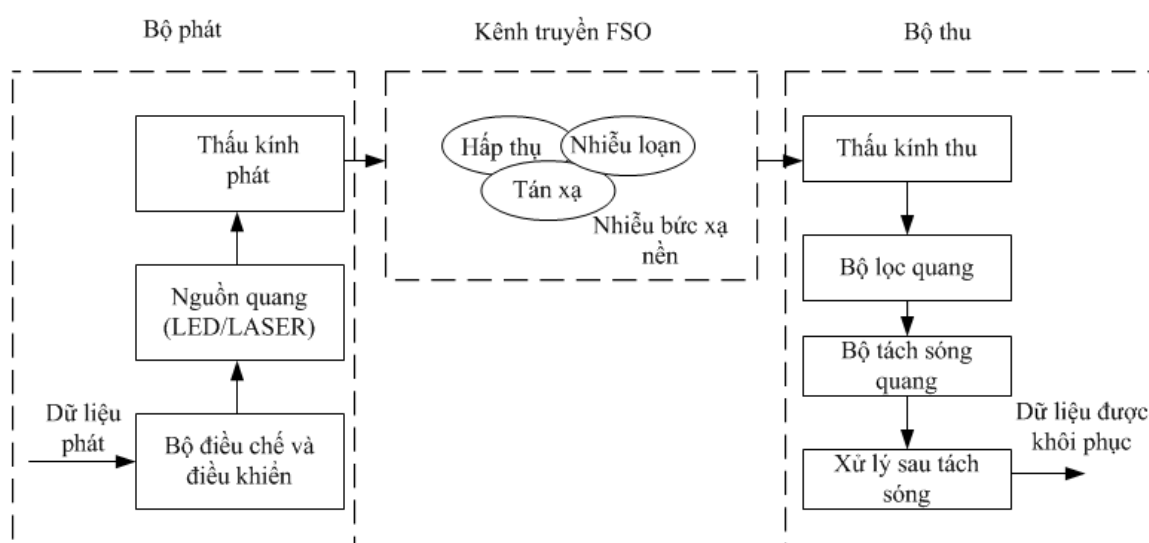 Bộ phát
Kênh truyền FSO
Bộ thu
Thấu kính
phát
Nguồn quang
(LED/LASER)
Dữ liệu
phát
Bộ điều chế và
điều khiển
Hấp thụ
Nhiễu loạn
Tán xạ
Nhiễu bức xạ
nền
Thấu kính thu
Bộ lọc quang
Bộ tách sóng
quang
Xử lý sau tách
sóng
Dữ liệu được
khôi phục